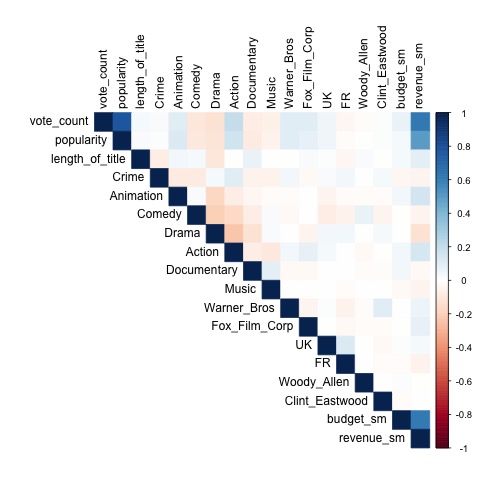 vote_count
popularity
length_of_title
Crime
Animation
Comedy
Drama
Action
Documentary
Music
Warner_Bros
Fox_Film_Corp
UK
FR
Woody_Allen
Clint_Eastwood
budget_sm
revenue_sm
vote_count
popularity
length_of_title
Crime
Animation
Comedy
Drama
Action
Documentary
Music
Warner_Bros
Fox_Film_Corp
UK
FR
Woody_Allen
Clint_Eastwood
budget_sm
revenue_sm
1
0.8
0.6
0.4
0.2
0
-0.2
-0.4
-0.6
-0.8
-1